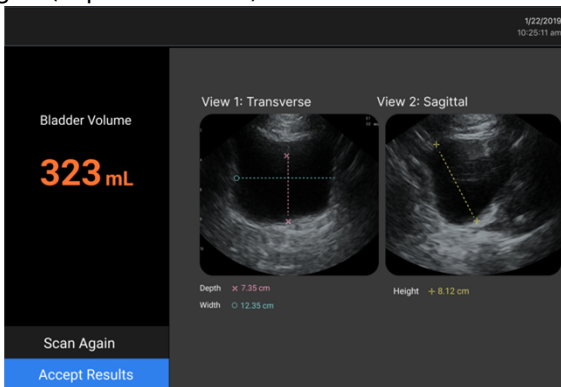 1/22/2019
10:25:11 am
Bladder Volume
323 mL
View 1: Transverse
View 2: Sagittal
Depth × 7.35 cm
Width ○ 12.35 cm
Height + 8.12 cm
Scan Again
Accept Results